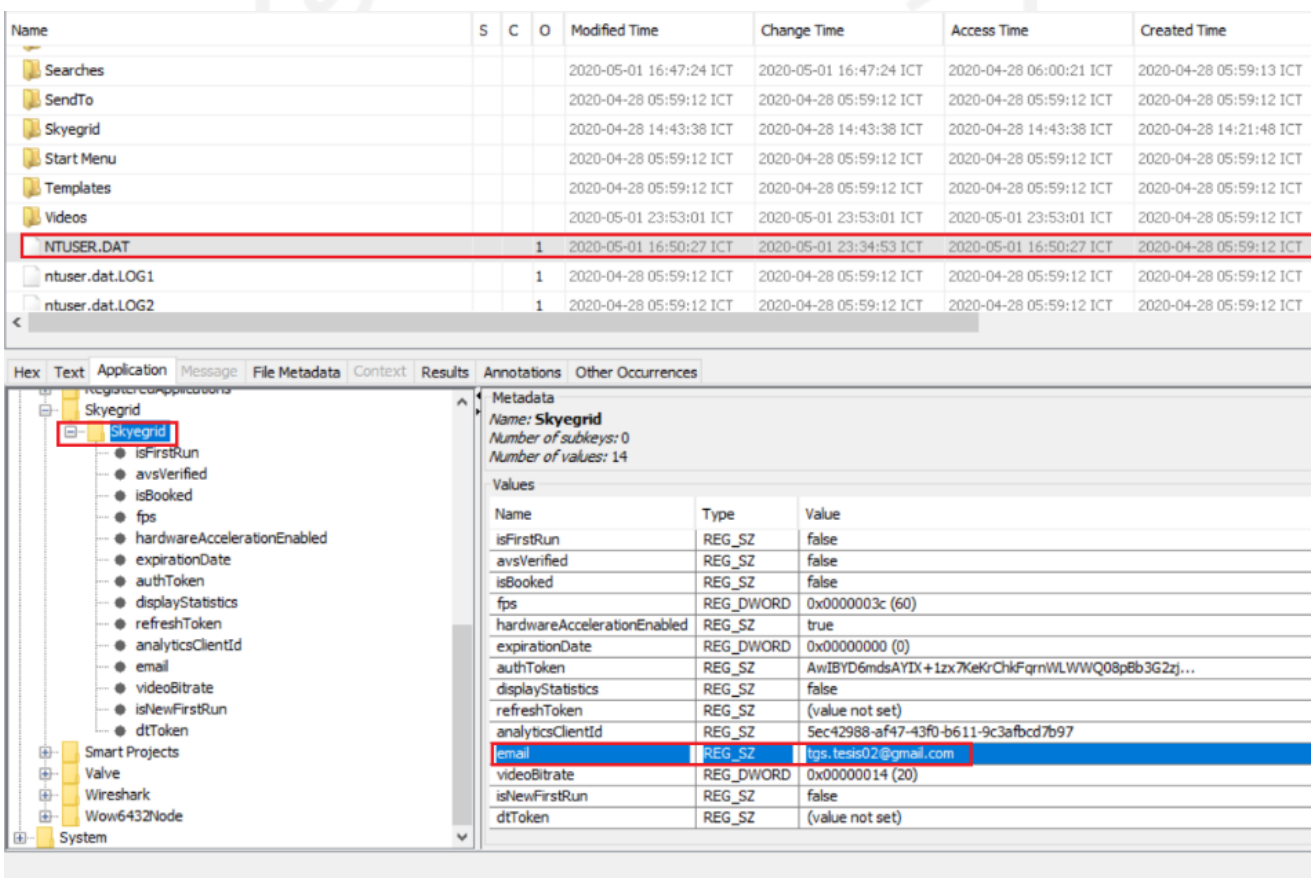 Name S C O Modified Time Change Time Access Time Created Time
Searches 2020-05-01 16:47:24 ICT 2020-05-01 16:47:24 ICT 2020-04-28 06:00:21 ICT 2020-04-28 05:59:13 ICT
SendTo 2020-04-28 05:59:12 ICT 2020-04-28 05:59:12 ICT 2020-04-28 05:59:12 ICT 2020-04-28 05:59:12 ICT
Skyegrid 2020-04-28 14:43:38 ICT 2020-04-28 14:43:38 ICT 2020-04-28 14:43:38 ICT 2020-04-28 14:21:48 ICT
Start Menu 2020-04-28 05:59:12 ICT 2020-04-28 05:59:12 ICT 2020-04-28 05:59:12 ICT 2020-04-28 05:59:12 ICT
Templates 2020-04-28 05:59:12 ICT 2020-04-28 05:59:12 ICT 2020-04-28 05:59:12 ICT 2020-04-28 05:59:12 ICT
Videos 2020-05-01 23:53:01 ICT 2020-05-01 23:53:01 ICT 2020-05-01 23:53:01 ICT 2020-04-28 05:59:12 ICT
NTUSER.DAT 1 2020-05-01 16:50:27 ICT 2020-05-01 23:34:53 ICT 2020-05-01 16:50:27 ICT 2020-04-28 05:59:12 ICT
ntuser.dat.LOG1 1 2020-04-28 05:59:12 ICT 2020-04-28 05:59:12 ICT 2020-04-28 05:59:12 ICT 2020-04-28 05:59:12 ICT
ntuser.dat.LOG2 1 2020-04-28 05:59:12 ICT 2020-04-28 05:59:12 ICT 2020-04-28 05:59:12 ICT 2020-04-28 05:59:12 ICT
Hex Text Application Message File Metadata Context Results Annotations Other Occurrences
RegisteredApplications
Skyegrid
Skyegrid
isFirstRun
avsVerified
isBooked
fps
hardwareAccelerationEnabled
expirationDate
authToken
displayStatistics
refreshToken
analyticsClientId
email
videoBitrate
isNewFirstRun
dtToken
Smart Projects
Valve
Wireshark
Wow6432Node
System
Metadata
Name: Skyegrid
Number of subkeys: 0
Number of values: 14
Values
Name Type Value
isFirstRun REG_SZ false
avsVerified REG_SZ false
isBooked REG_SZ false
fps REG_DWORD 0x0000003c (60)
hardwareAccelerationEnabled REG_SZ true
expirationDate REG_DWORD 0x00000000 (0)
authToken REG_SZ AwIBYD6mdsAYIX+1zx7KeKrChkFqrnWLWWQ08pBb3G2zj...
displayStatistics REG_SZ false
refreshToken REG_SZ (value not set)
analyticsClientId REG_SZ 5ec42988-af47-43f0-b611-9c3afbcd7b97
email REG_SZ tgs.tesis02@gmail.com
videoBitrate REG_DWORD 0x00000014 (20)
isNewFirstRun REG_SZ false
dtToken REG_SZ (value not set)